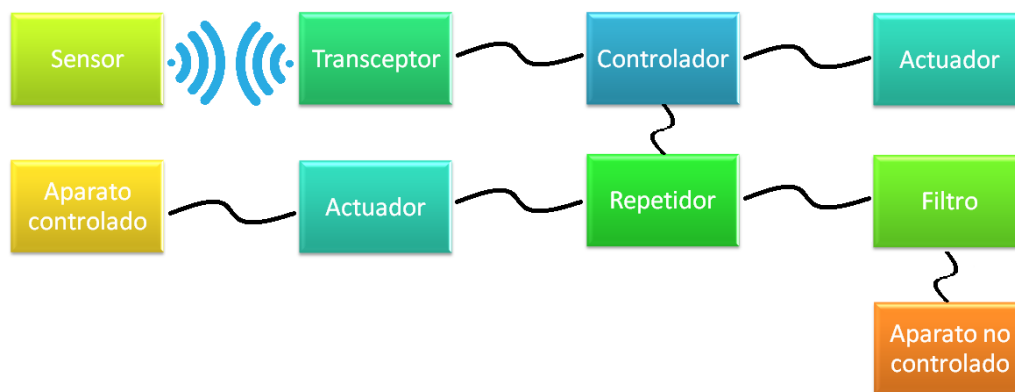 Sensor
Transceptor
Controlador
Actuador
Aparato
controlado
Actuador
Repetidor
Filtro
Aparato no
controlado